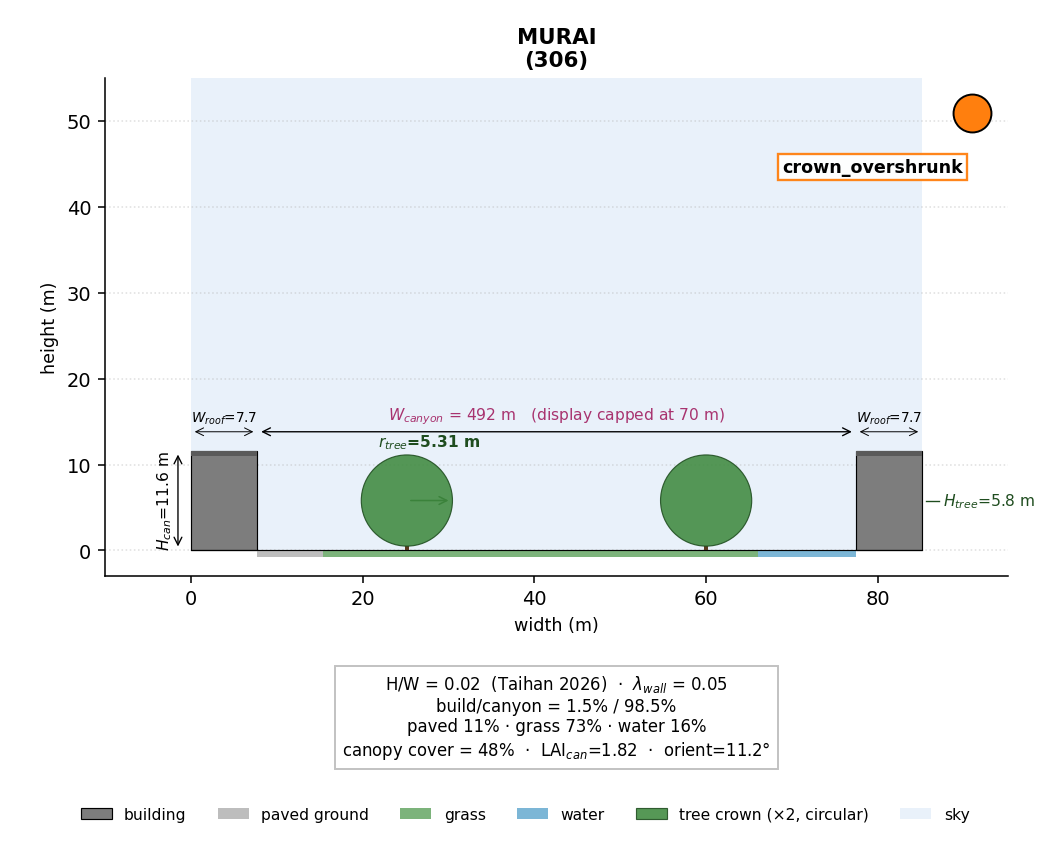 MURAI
(306)
50
40
30
20
10
0
height (m)
crown_overshrunk
W_canyon = 492 m (display capped at 70 m)
W_roof=7.7
W_roof=7.7
r_tree=5.31 m
H_can=11.6 m
H_tree=5.8 m
0
20
40
60
80
width (m)
H/W = 0.02 (Taihan 2026) · λ_wall = 0.05
build/canyon = 1.5% / 98.5%
paved 11% · grass 73% · water 16%
canopy cover = 48% · LAI_can=1.82 · orient=11.2°
building
paved ground
grass
water
tree crown (×2, circular)
sky